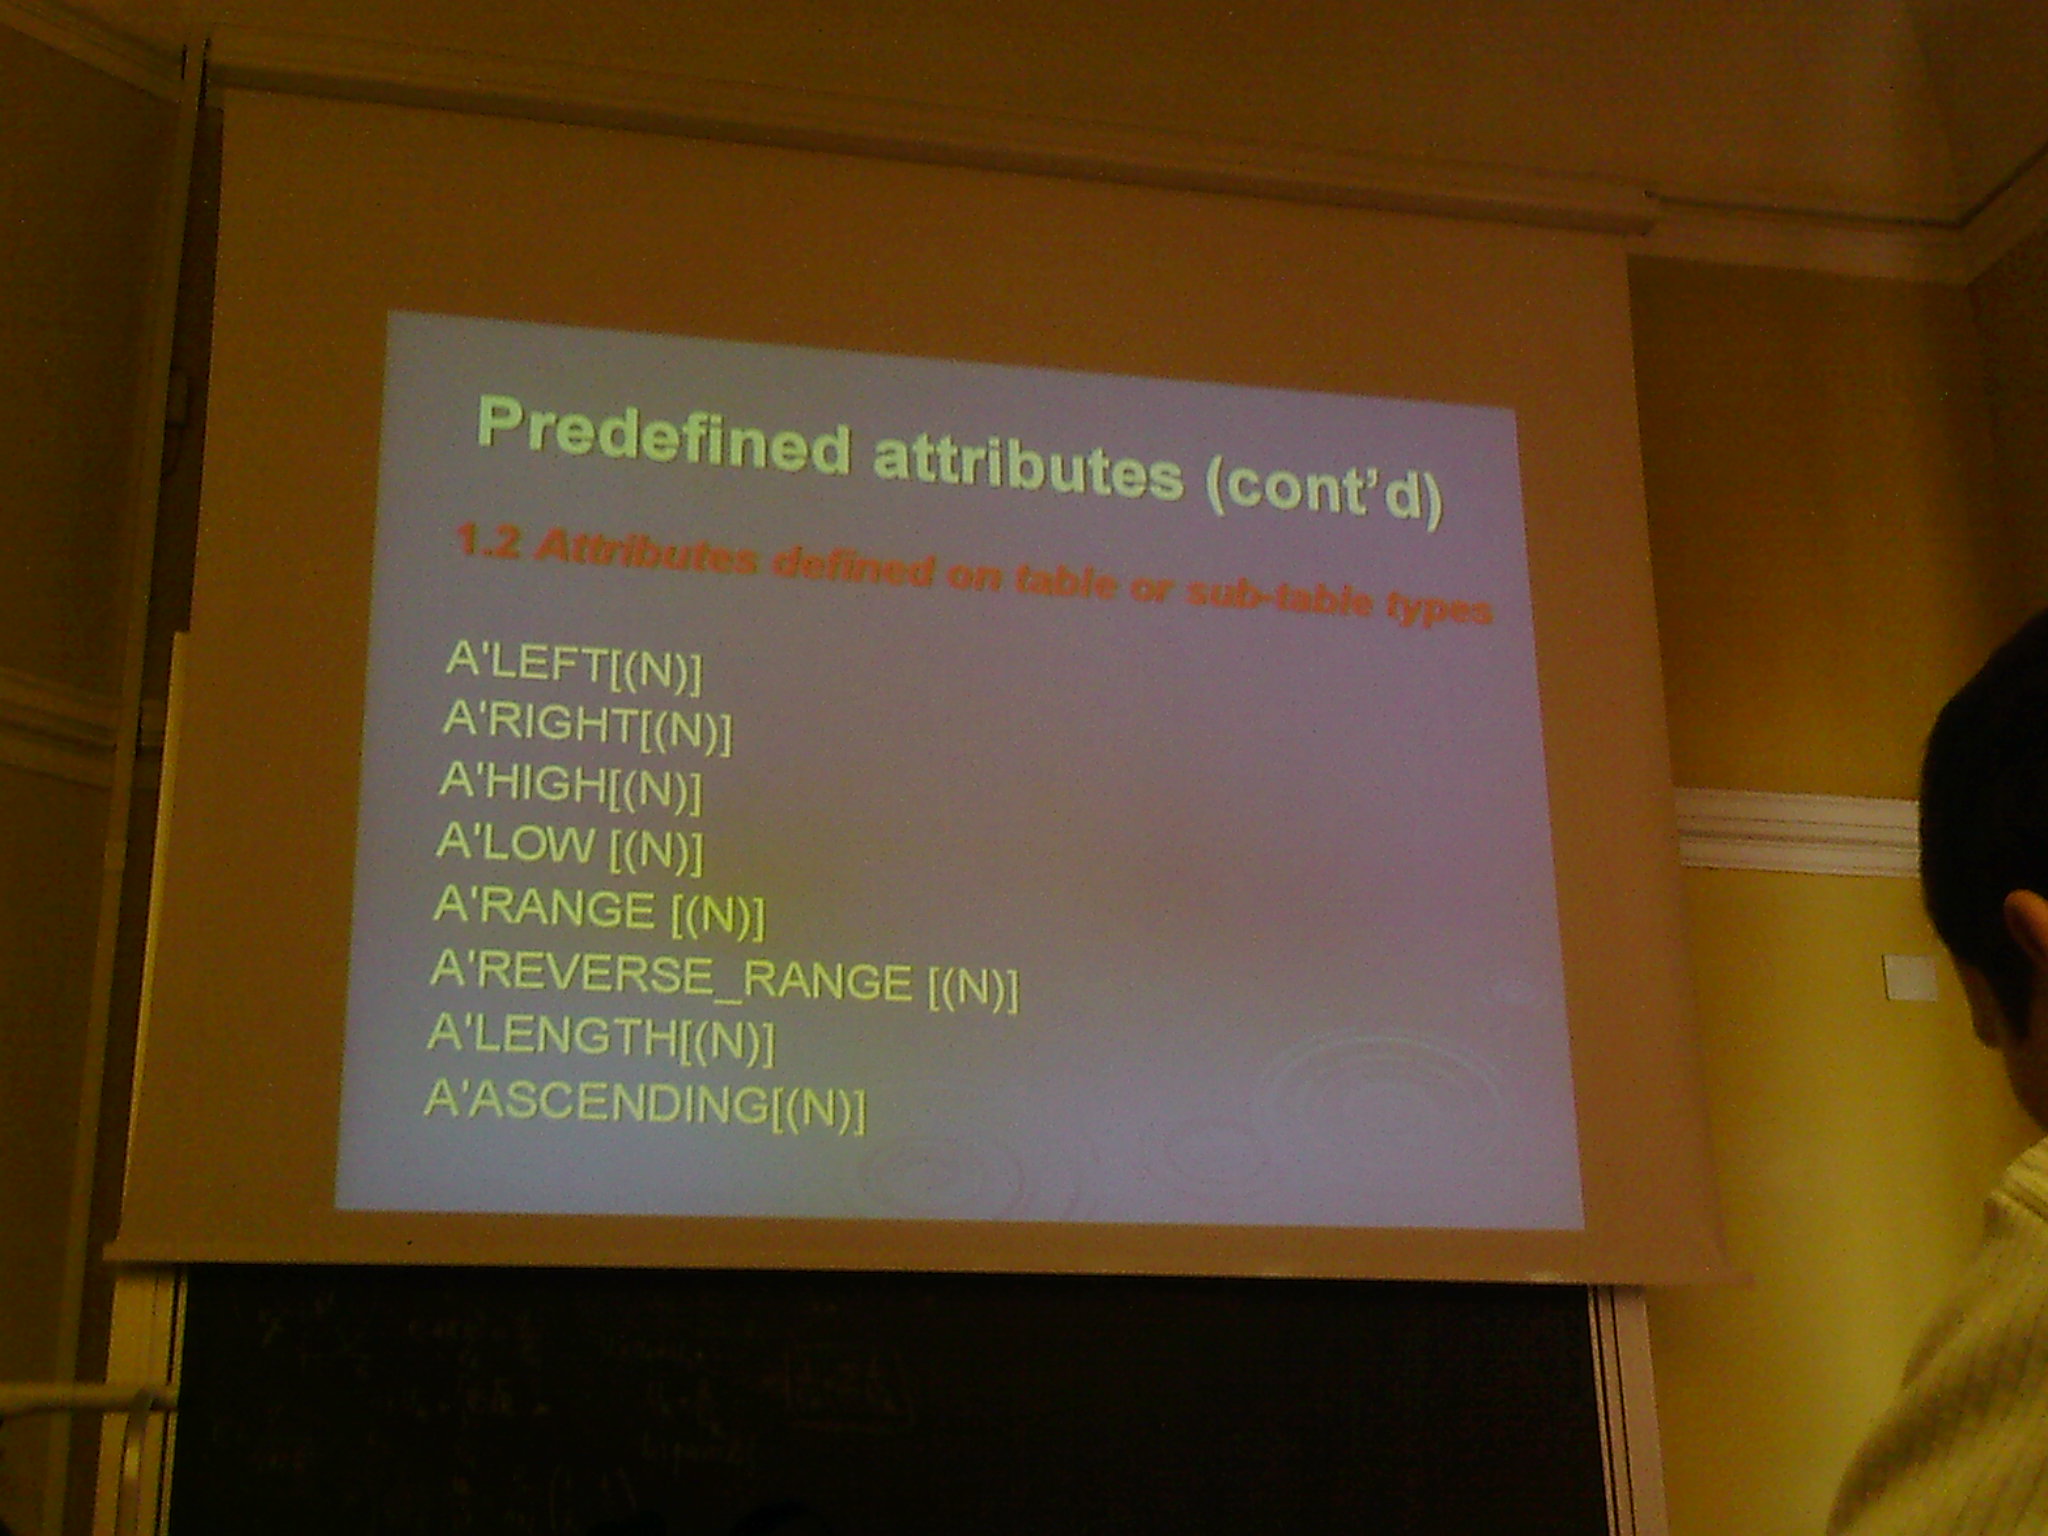 Predefined attributes (cont’d)
1.2 Attributes defined on table or sub-table types
A'LEFT[(N)]
A'RIGHT[(N)]
A'HIGH[(N)]
A'LOW [(N)]
A'RANGE [(N)]
A'REVERSE_RANGE [(N)]
A'LENGTH[(N)]
A’ASCENDING[(N)]